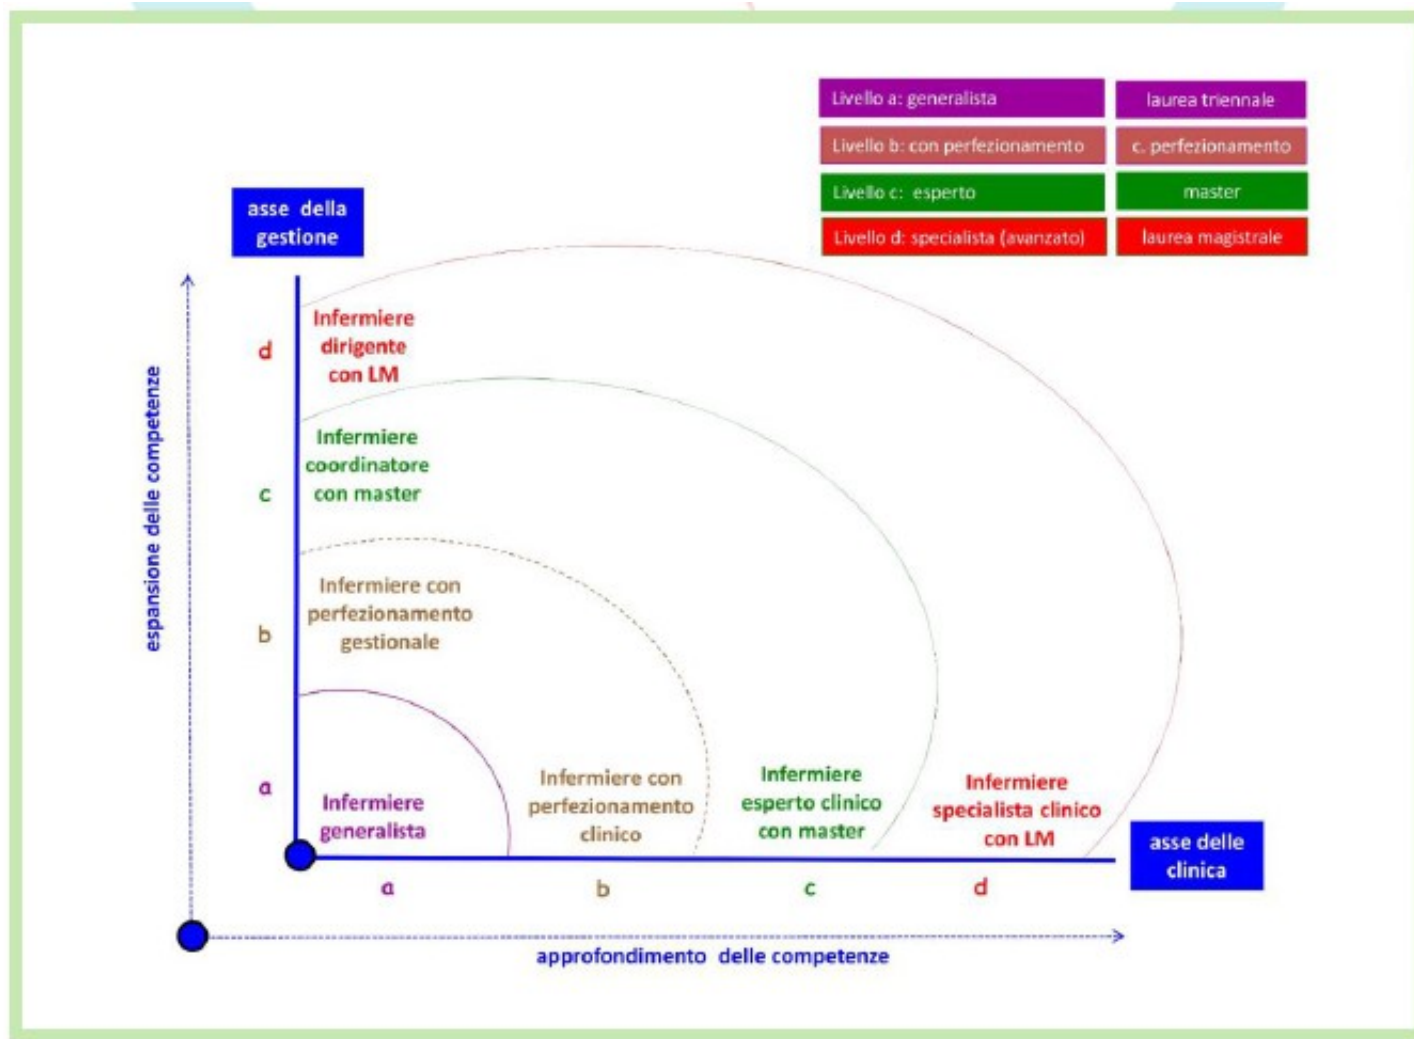 Livello a: generalista laurea triennale
Livello b: con perfezionamento c. perfezionamento
Livello c: esperto master
Livello d: specialista (avanzato) laurea magistrale
asse della
gestione
espansione delle competenze
d
Infermiere
dirigente
con LM
c
Infermiere
coordinatore
con master
b
Infermiere con
perfezionamento
gestionale
a
Infermiere
generalista
Infermiere con
perfezionamento
clinico
Infermiere
esperto clinico
con master
Infermiere
specialista clinico
con LM
asse delle
clinica
a b c d
approfondimento delle competenze